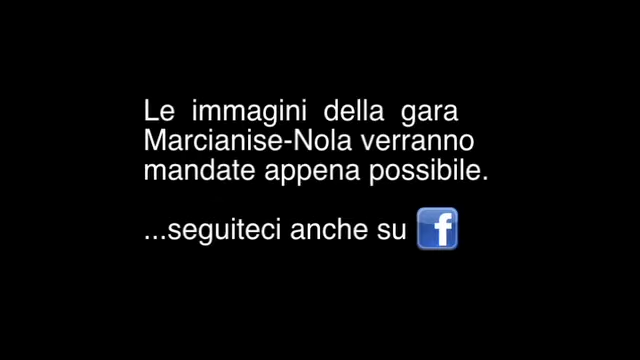 Le immagini della gara
Marcianise-Nola verranno
mandate appena possibile.
...seguiteci anche su f